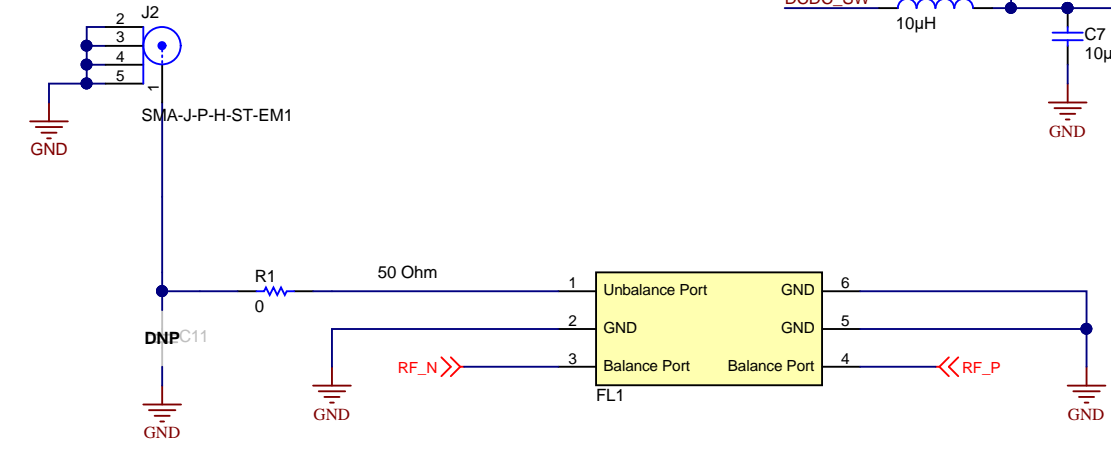 J2
2
3
4
5
1
SMA-J-P-H-ST-EM1
GND
10µH
C7
GND
R1
0
50 Ohm
1
Unbalance Port
GND
6
2
GND
GND
5
RF_N
3
Balance Port
Balance Port
4
RF_P
FL1
DNP
C11
GND
GND
GND